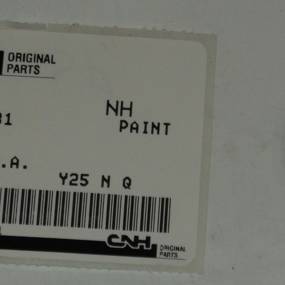 ORIGINAL
PARTS
31 NH
PAINT
.A.
Y25 N Q
CNH ORIGINAL
PARTS